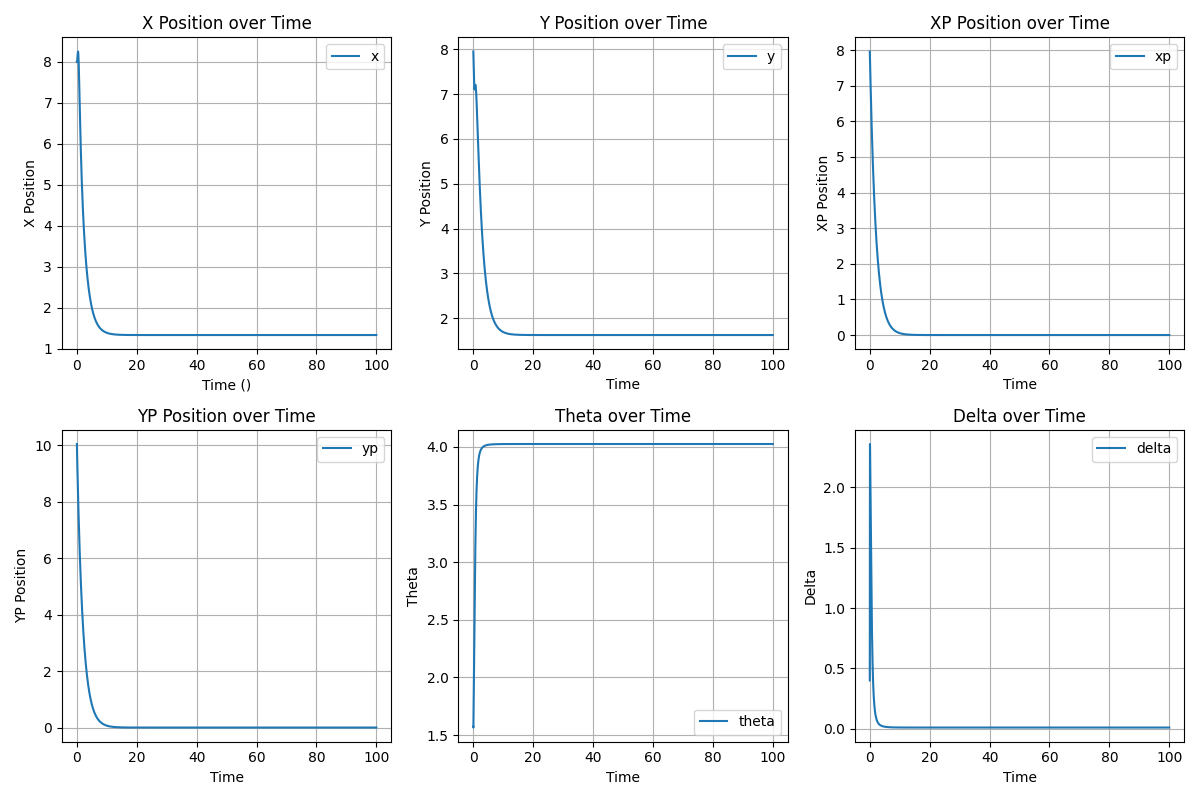 X Position over Time
x
8
7
6
5
4
3
2
1
X Position
0 20 40 60 80 100
Time ()
Y Position over Time
y
8
7
6
5
4
3
2
Y Position
0 20 40 60 80 100
Time
XP Position over Time
xp
8
7
6
5
4
3
2
1
0
XP Position
0 20 40 60 80 100
Time
YP Position over Time
yp
10
8
6
4
2
0
YP Position
0 20 40 60 80 100
Time
Theta over Time
4.0
3.5
3.0
2.5
2.0
1.5
Theta
theta
0 20 40 60 80 100
Time
Delta over Time
delta
2.0
1.5
1.0
0.5
0.0
Delta
0 20 40 60 80 100
Time